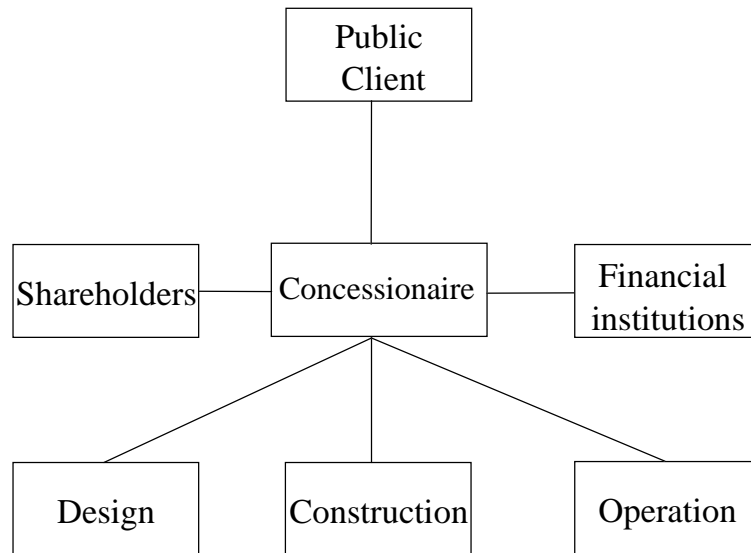 Public
Client
Shareholders
Concessionaire
Financial
institutions
Design
Construction
Operation